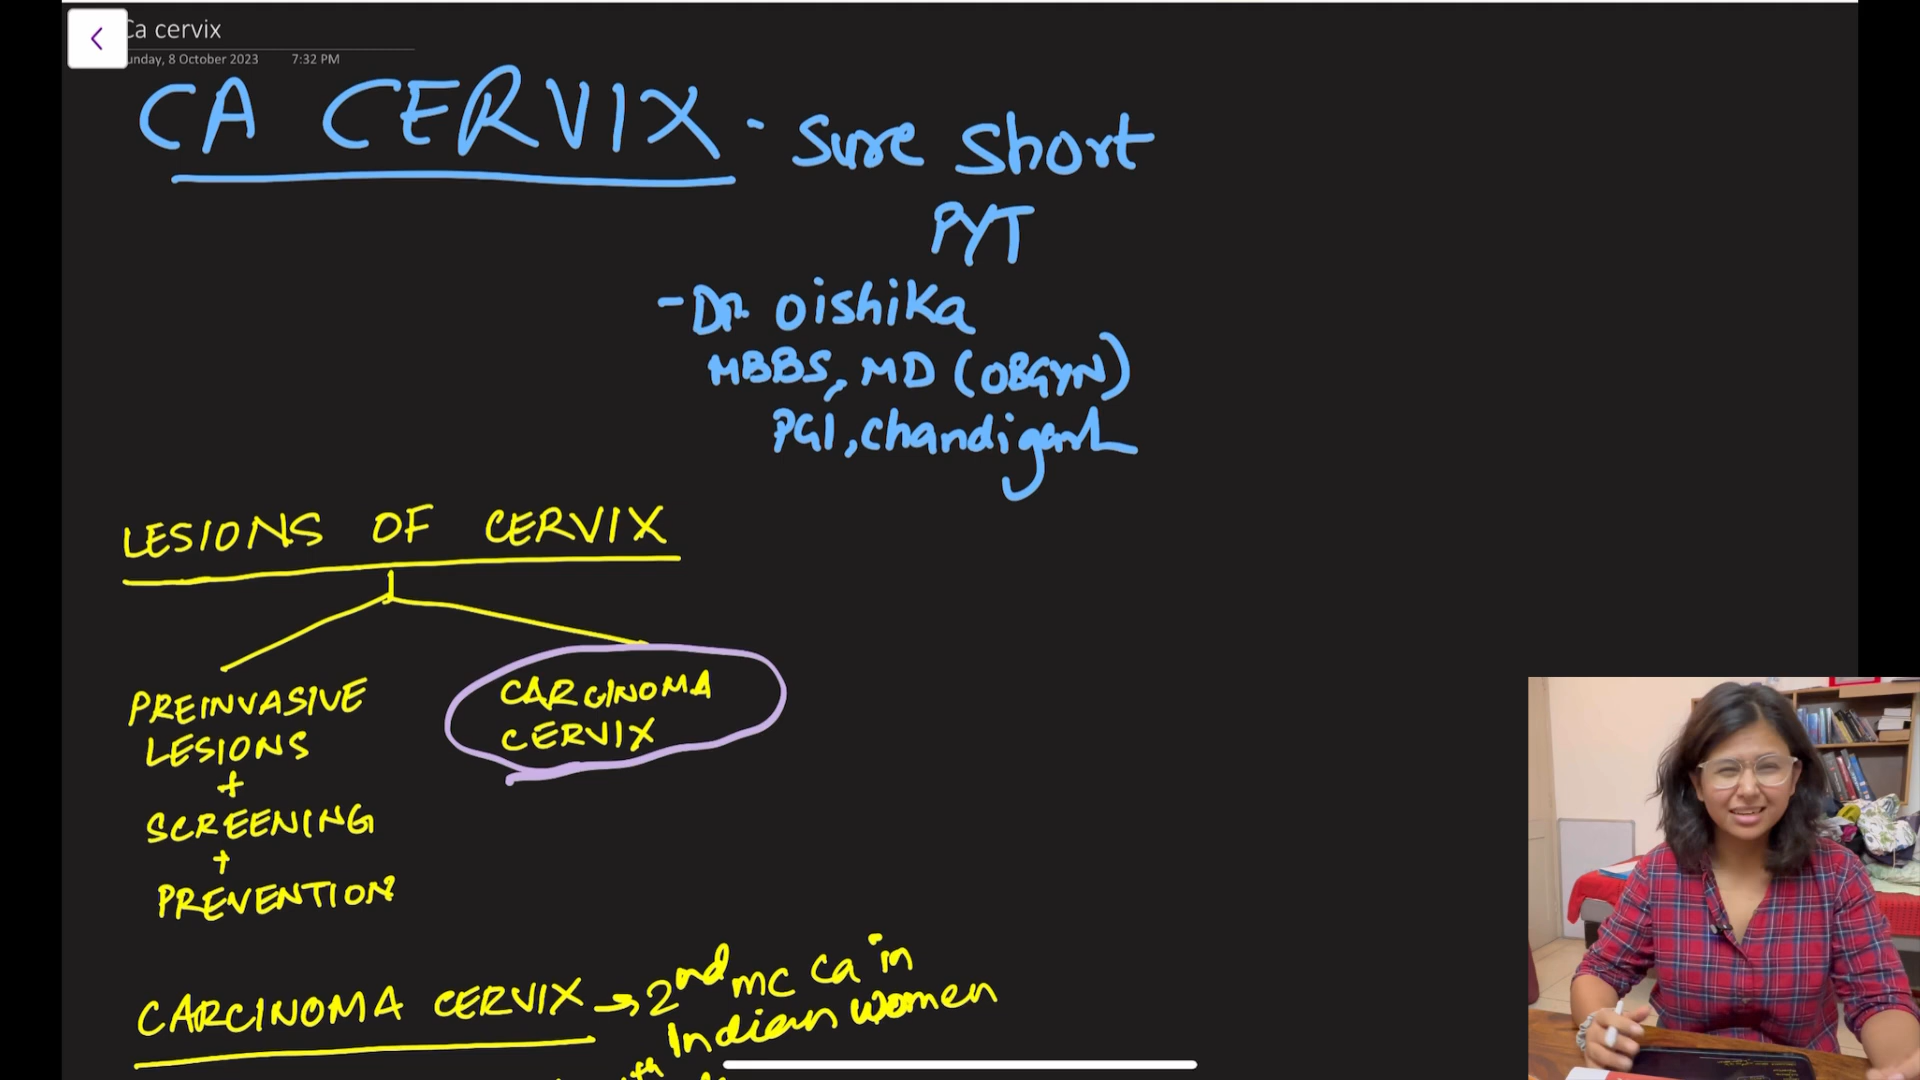 Ca cervix
unday, 8 October 2023 7:32 PM
CA CERVIX - Sure Short
PYT
- Dr. Oishika
MBBS, MD (OBGYN)
PGI, Chandigarh
LESIONS OF CERVIX
PREINVASIVE
LESIONS
+
SCREENING
+
PREVENTION
CARCINOMA
CERVIX
CARCINOMA CERVIX → 2nd mc ca in
Indian women